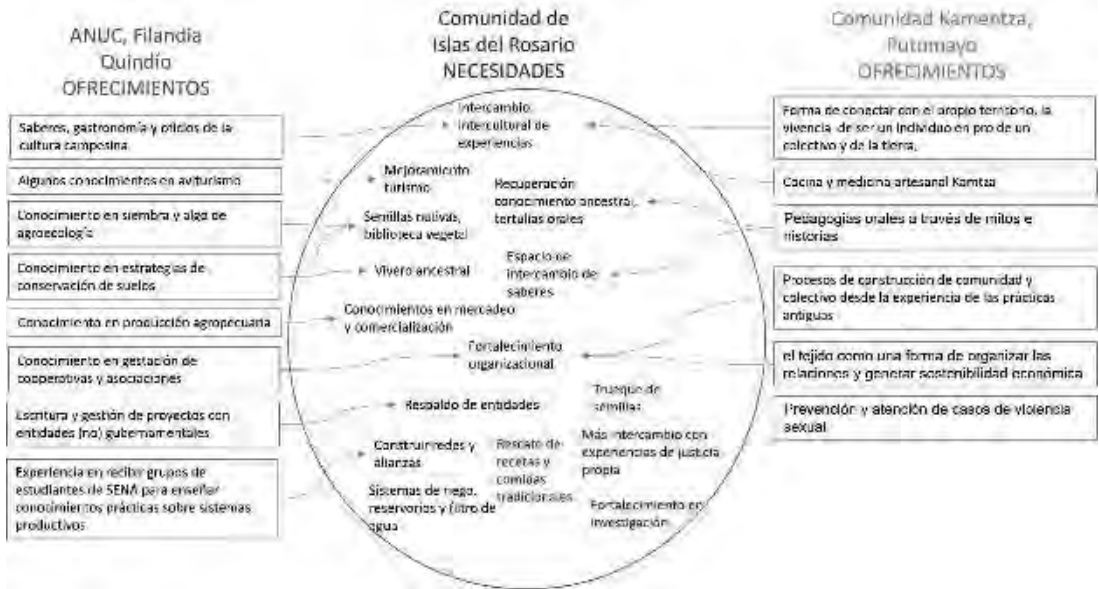 ANUC, Filandia
Quindío
OFRECIMIENTOS
Saberes, gastronomía y oficios de la
cultura campesina
Algunos conocimientos en aviturismo
Conocimiento en siembra y algo de
agroecología
Conocimiento en estrategias de
conservación de suelos
Conocimiento en producción agropecuaria
Conocimiento en gestación de
cooperativas y asociaciones
Escritura y gestión de proyectos con
entidades (no) gubernamentales
Experiencia en recibir grupos de
estudiantes de SENA para enseñar
conocimientos prácticas sobre sistemas
productivos
Comunidad de
Islas del Rosario
NECESIDADES
Intercambio
intercultural de
experiencias
Mejoramiento
turismo
Recuperación
conocimiento ancestral,
tertulias orales
Semillas nativas,
biblioteca vegetal
Vivero ancestral
Espacio de
intercambio de
saberes
Conocimientos en mercadeo
y comercialización
Fortalecimiento
organizacional
Respaldo de entidades
Trueque de
semillas
Construir redes y
alianzas
Rescate de
recetas y
comidas
tradicionales
Más intercambio con
experiencias de justicia
propia
Sistemas de riego,
reservorios y filtro de
agua
Fortalecimiento en
investigación
Comunidad Kamentza,
Putumayo
OFRECIMIENTOS
Forma de conectar con el propio territorio, la
vivencia de ser un individuo en pro de un
colectivo y de la tierra.
Cocina y medicina artesanal Kamtza
Pedagogías orales a través de mitos e
historias
Procesos de construcción de comunidad y
colectivo desde la experiencia de las prácticas
antiguas
el tejido como una forma de organizar las
relaciones y generar sostenibilidad económica
Prevención y atención de casos de violencia
sexual